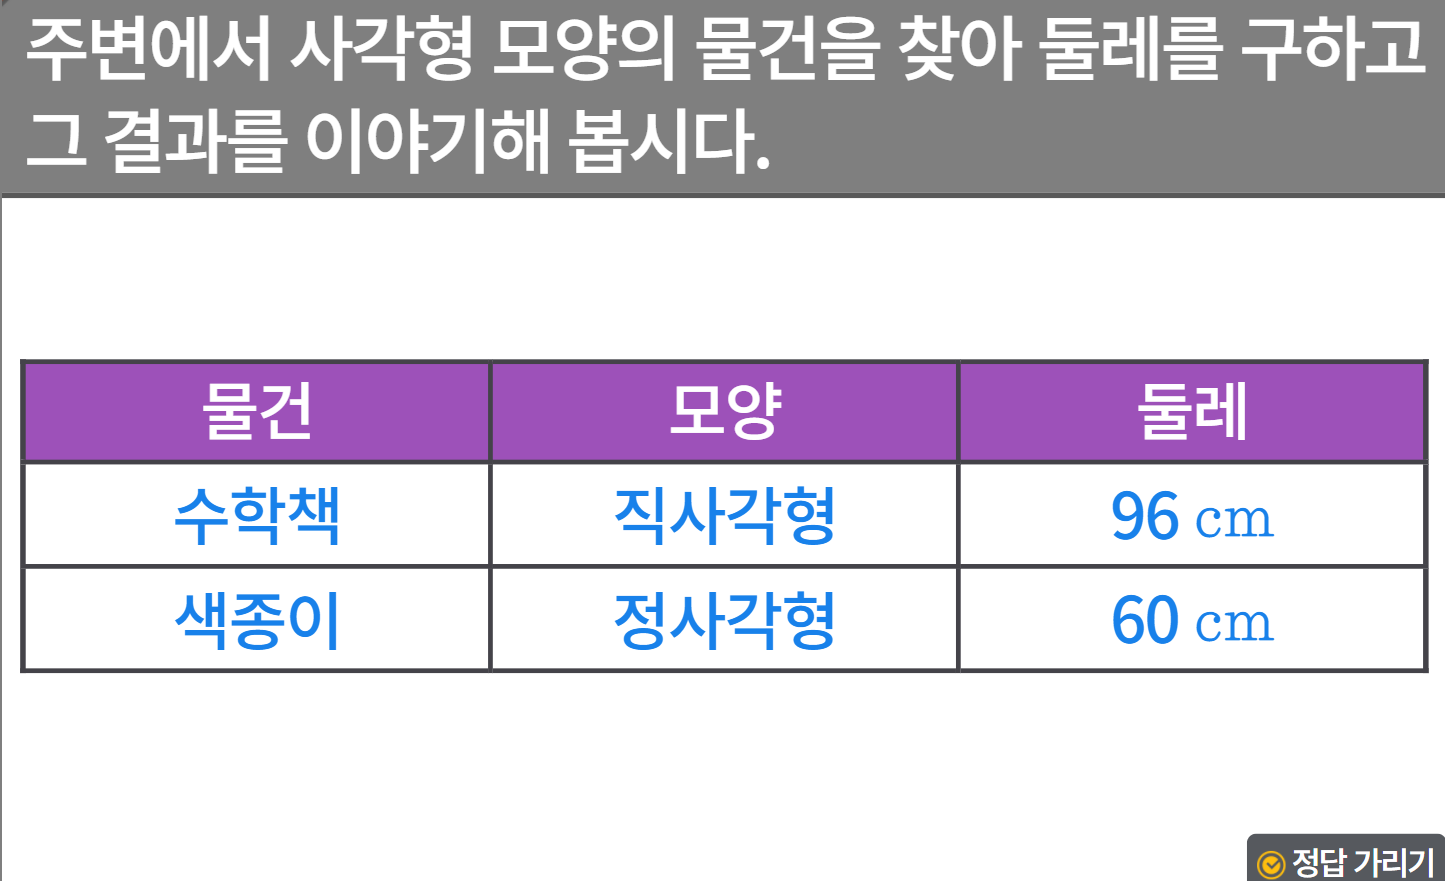 주변에서 사각형 모양의 물건을 찾아 둘레를 구하고
그 결과를 이야기해 봅시다.
물건 모양 둘레
수학책 직사각형 96 cm
색종이 정사각형 60 cm
정답 가리기